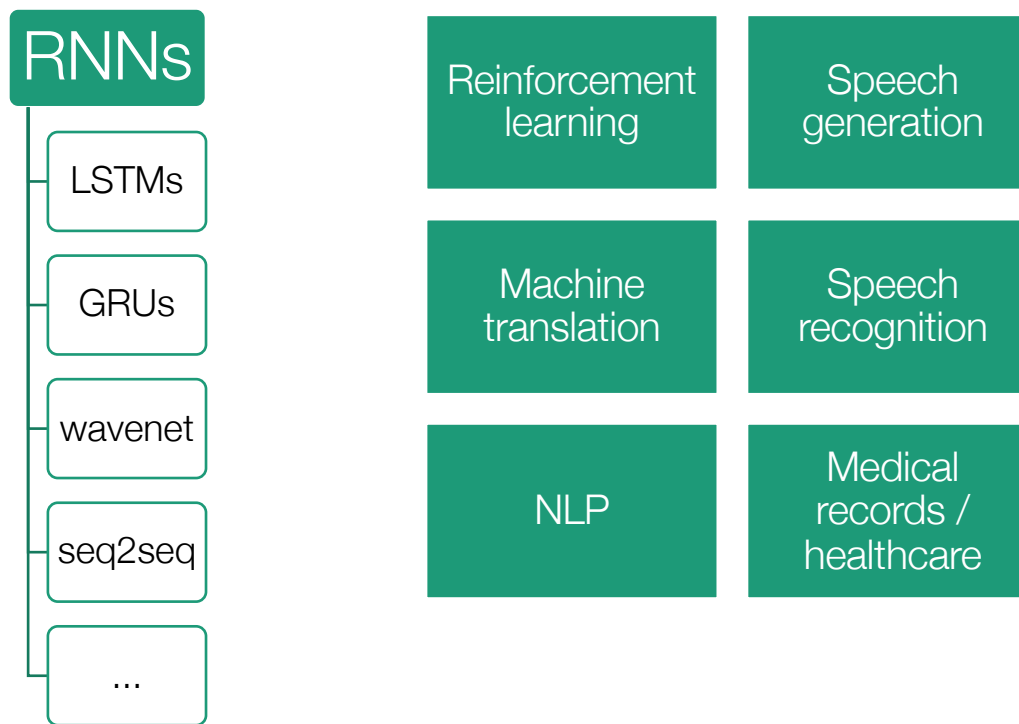 RNNs
LSTMs
GRUs
wavenet
seq2seq
...
Reinforcement
learning
Speech
generation
Machine
translation
Speech
recognition
NLP
Medical
records /
healthcare